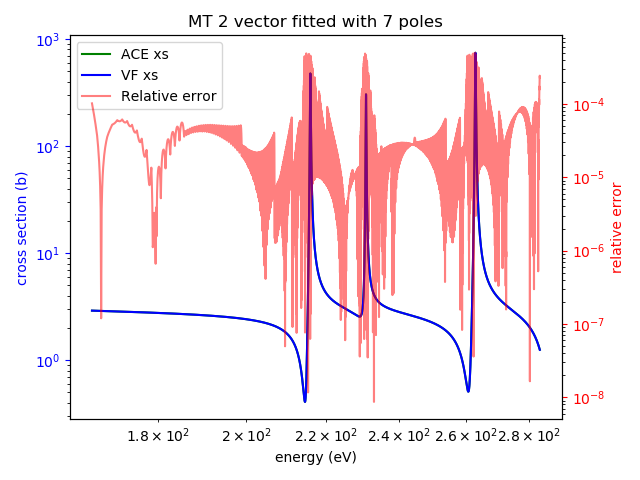 MT 2 vector fitted with 7 poles
ACE xs
VF xs
Relative error
10³
10²
10¹
10⁰
cross section (b)
10⁻⁴
10⁻⁵
10⁻⁶
10⁻⁷
10⁻⁸
relative error
1.8 × 10² 2 × 10² 2.2 × 10² 2.4 × 10² 2.6 × 10² 2.8 × 10²
energy (eV)